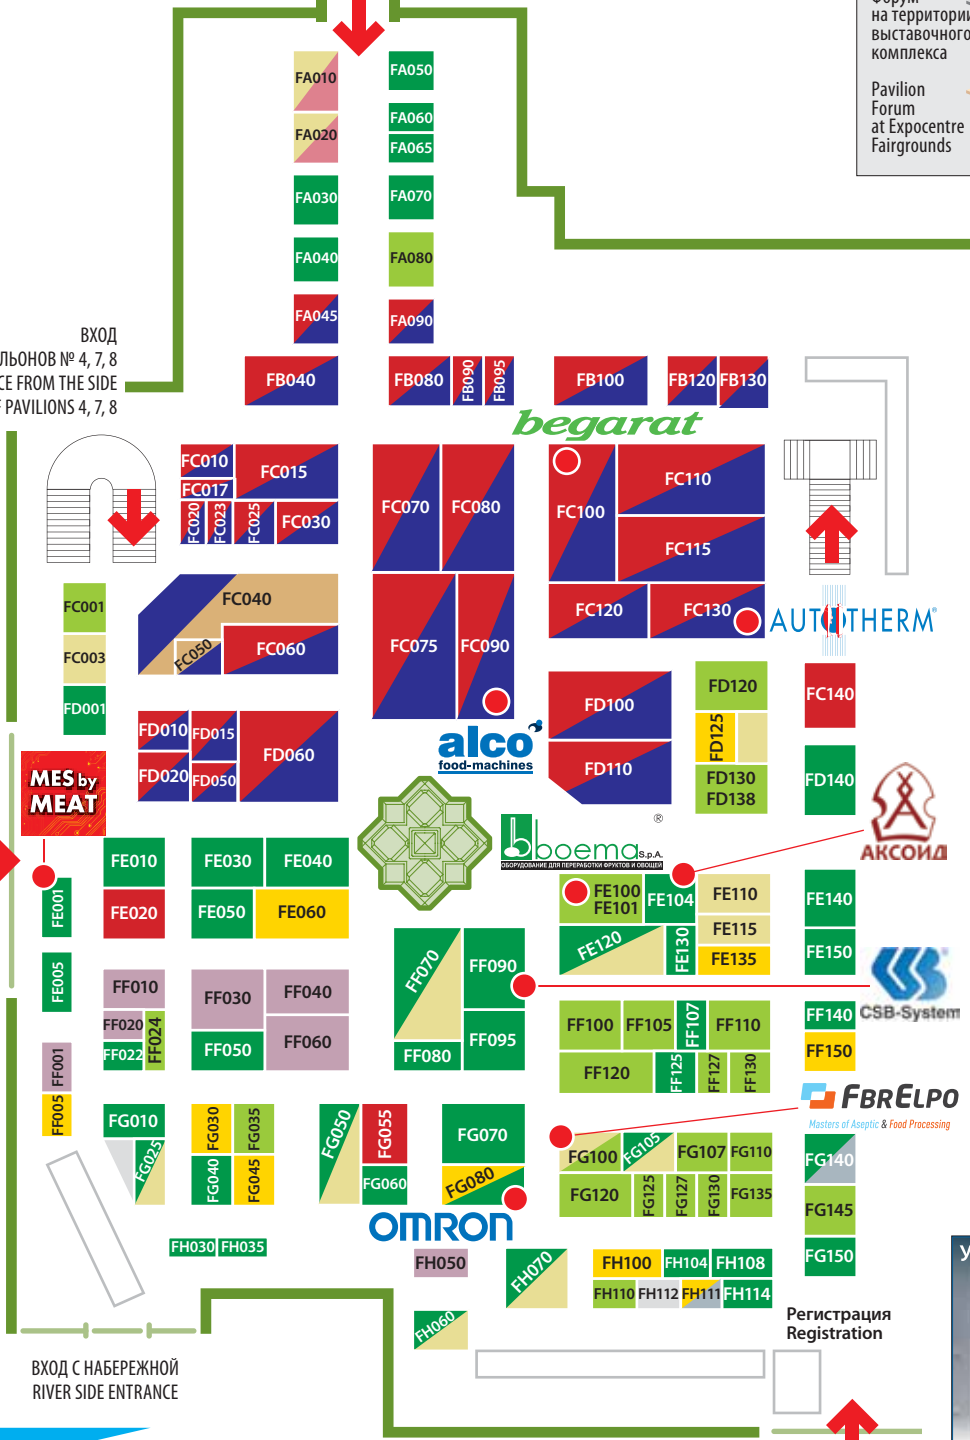 Форум
на территории
выставочного
комплекса
Pavilion
Forum
at Expocentre
Fairgrounds
FA010
FA050
FA020
FA060
FA065
FA030
FA070
FA040
FA080
FA045
FA090
ВХОД
ЛЬОНОВ № 4, 7, 8
CE FROM THE SIDE
F PAVILIONS 4, 7, 8
FB040
FB080
FB090
FB095
FB100
FB120
FB130
begarat
FC010
FC015
FC017
FC020
FC023
FC025
FC030
FC070
FC080
FC100
FC110
FC115
FC001
FC003
FD001
FC040
FC050
FC060
FC075
FC090
FC120
FC130
AUTOTHERM®
FD010
FD015
FD020
FD050
FD060
FD100
FD110
FD120
FD125
FD130
FD138
FC140
FD140
alco
food-machines
MES by
MEAT
boema S.p.A.
®
ОБОРУДОВАНИЕ ДЛЯ ПЕРЕРАБОТКИ ФРУКТОВ И ОВОЩЕЙ
АКСОИД
FE001
FE005
FE010
FE020
FE030
FE040
FE050
FE060
FE100
FE101
FE104
FE110
FE115
FE120
FE130
FE135
FE140
FE150
FF010
FF020
FF022
FF024
FF030
FF040
FF050
FF060
FF070
FF080
FF090
FF095
CSB-System
FF100
FF105
FF107
FF110
FF120
FF125
FF127
FF130
FF140
FF150
FF001
FF005
FBRELPO
Masters of Aseptic & Food Processing
FG010
FG025
FG030
FG035
FG040
FG045
FG050
FG055
FG060
FG070
FG080
FG100
FG105
FG107
FG110
FG120
FG125
FG127
FG130
FG135
FG140
FG145
FG150
OMRON
FH030
FH035
FH050
FH060
FH070
FH100
FH104
FH108
FH110
FH112
FH111
FH114
Регистрация
Registration
ВХОД С НАБЕРЕЖНОЙ
RIVER SIDE ENTRANCE
У